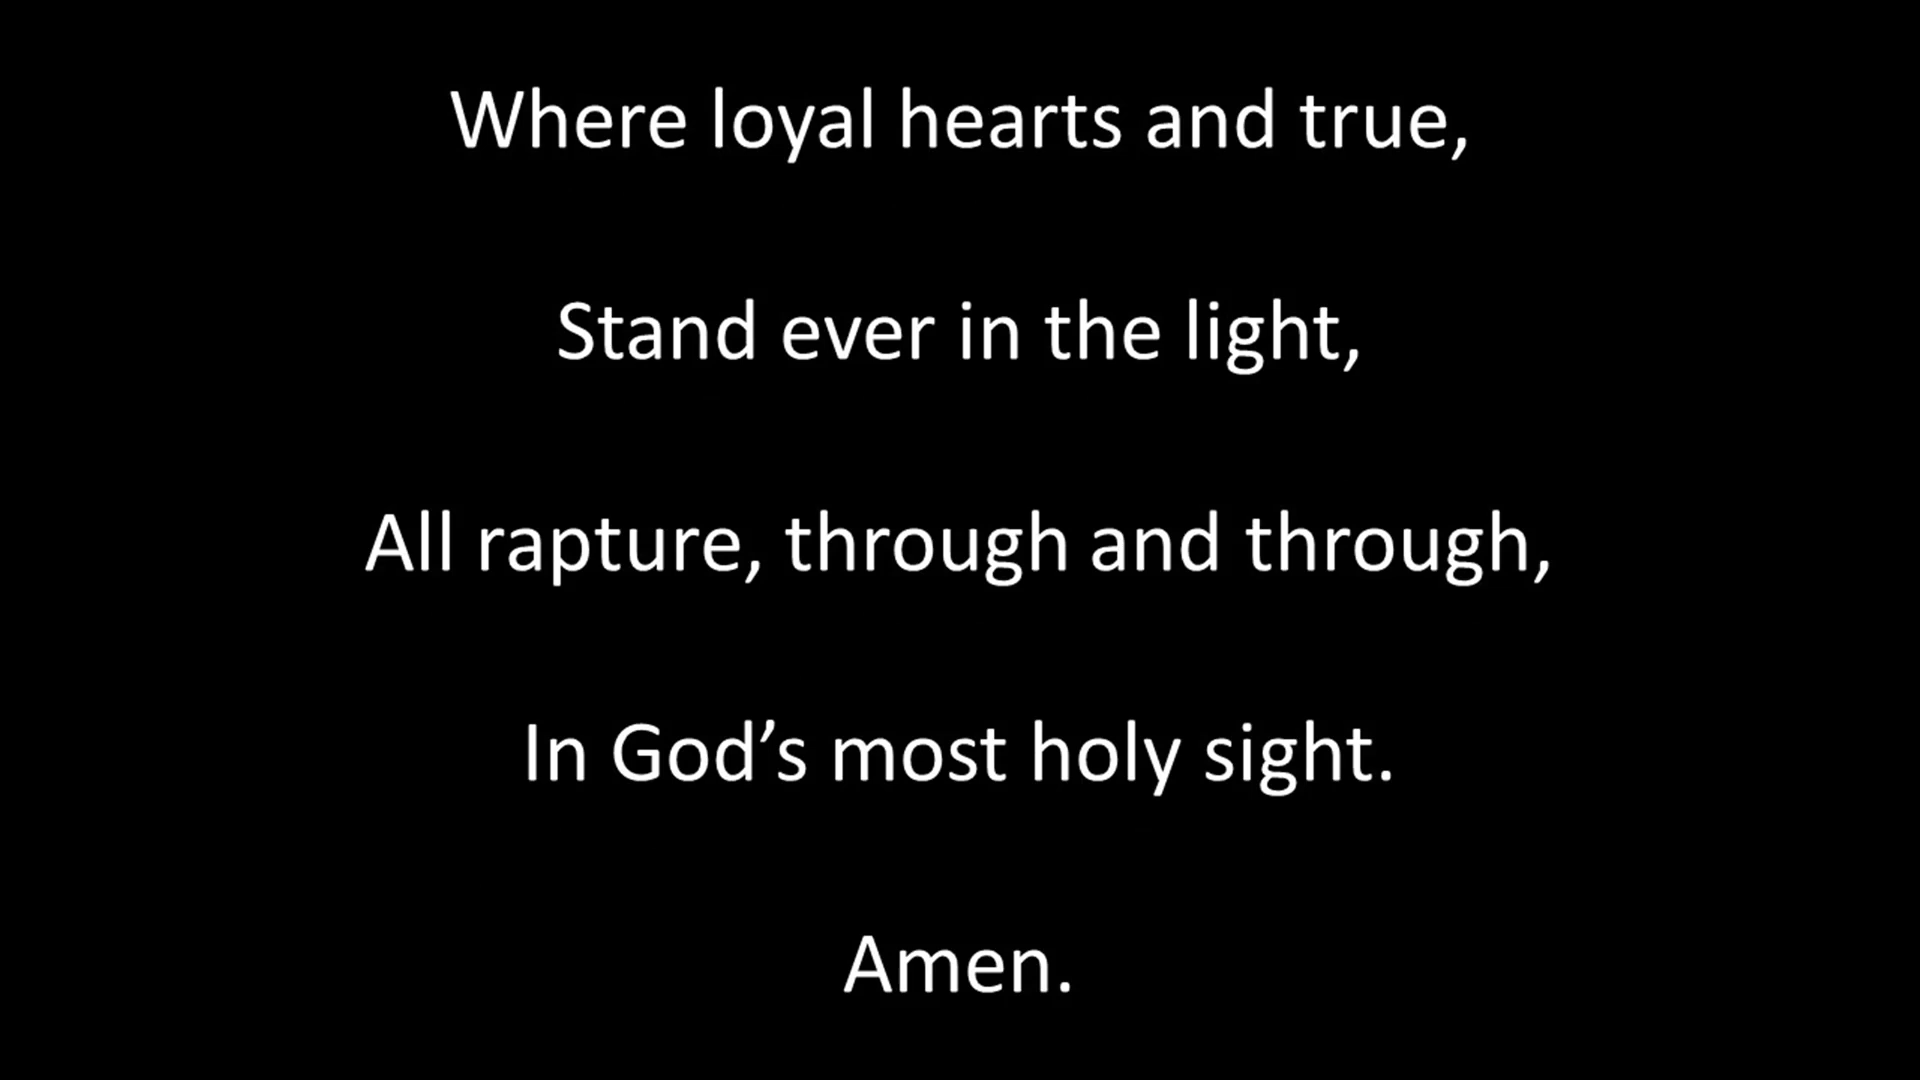 Where loyal hearts and true,
Stand ever in the light,
All rapture, through and through,
In God’s most holy sight.
Amen.